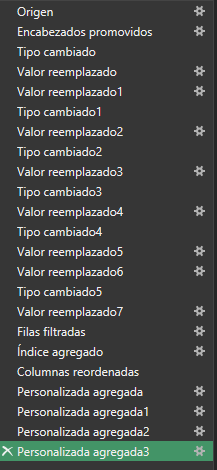 Origen
Encabezados promovidos
Tipo cambiado
Valor reemplazado
Valor reemplazado1
Tipo cambiado1
Valor reemplazado2
Tipo cambiado2
Valor reemplazado3
Tipo cambiado3
Valor reemplazado4
Tipo cambiado4
Valor reemplazado5
Valor reemplazado6
Tipo cambiado5
Valor reemplazado7
Filas filtradas
Índice agregado
Columnas reordenadas
Personalizada agregada
Personalizada agregada1
Personalizada agregada2
Personalizada agregada3